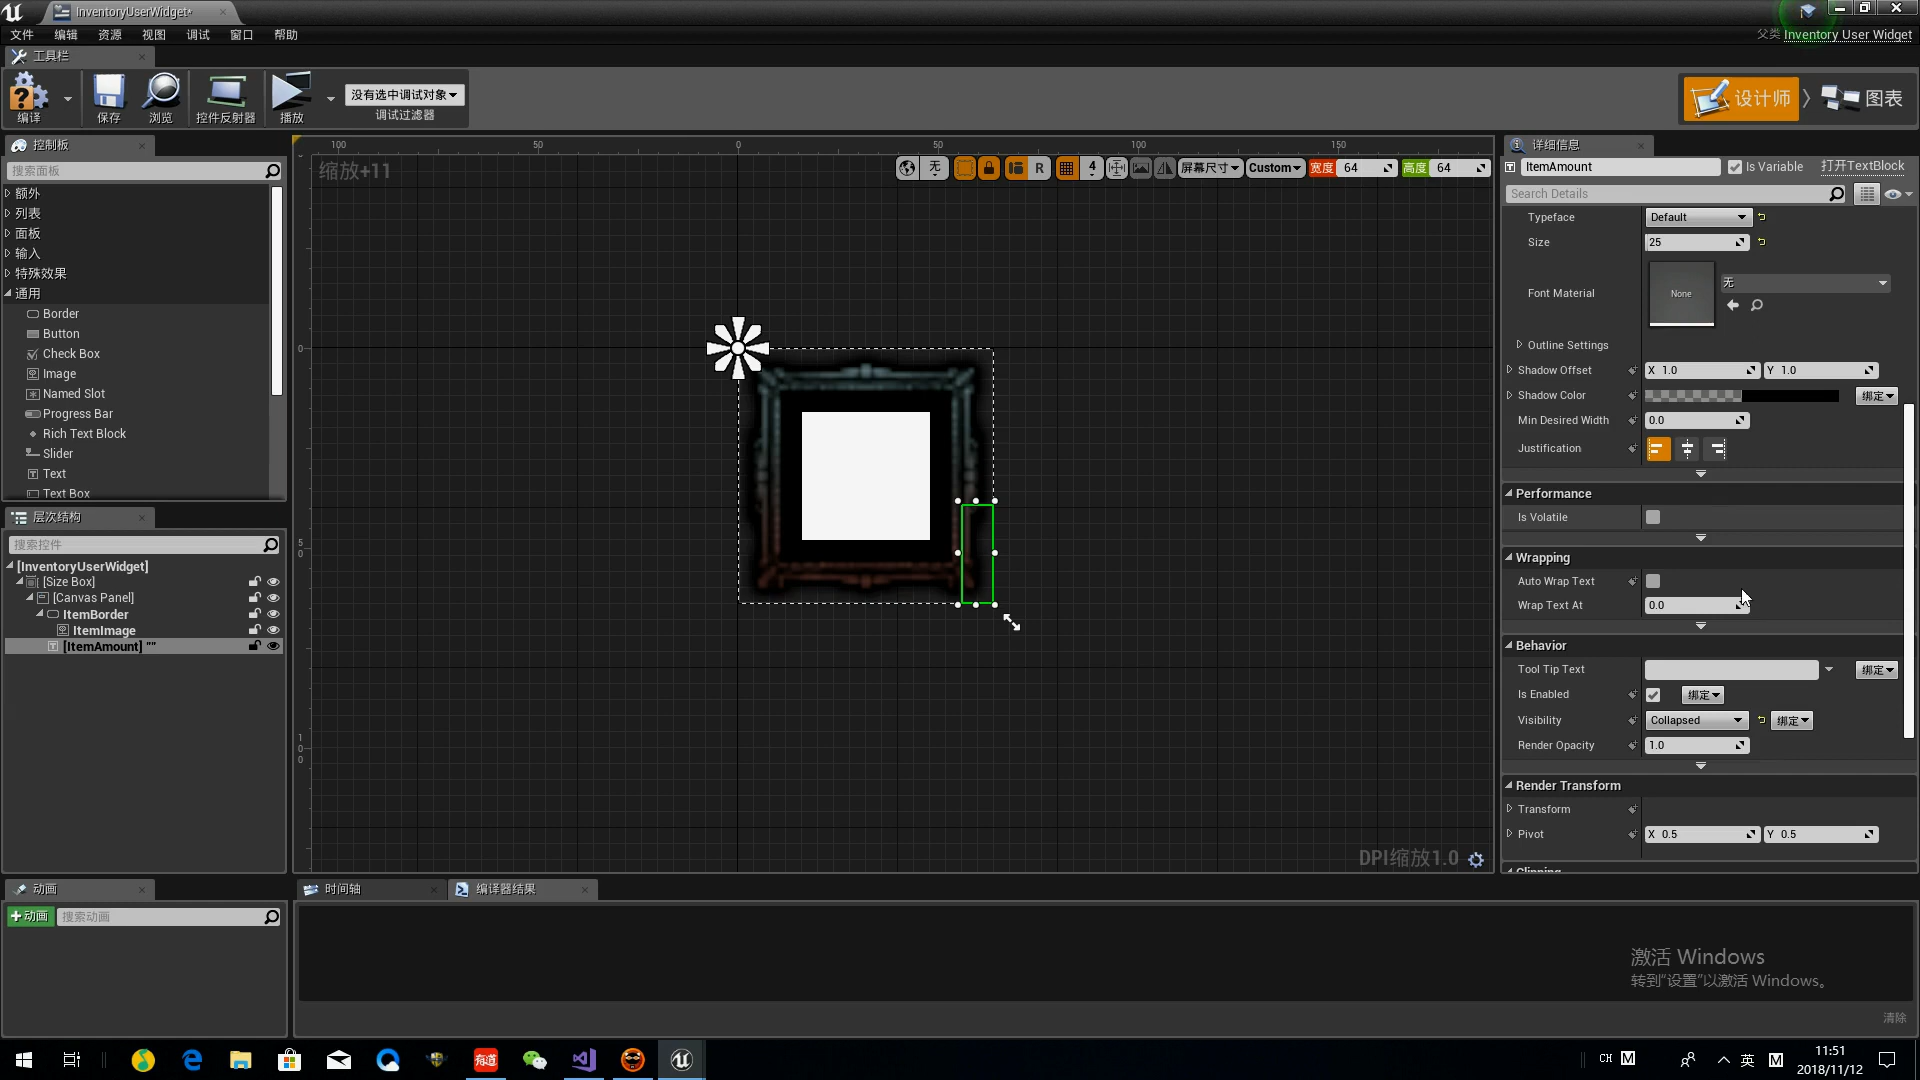 InventoryUserWidget*
文件 编辑 资源 视图 调试 窗口 帮助
父类 Inventory User Widget
工具栏
编译 保存 浏览 控件反射器 播放
没有选中调试对象
调试过滤器
设计师 图表
控制板
搜索面板
额外
列表
面板
输入
特殊效果
通用
Border
Button
Check Box
Image
Named Slot
Progress Bar
Rich Text Block
Slider
Text
Text Box
层次结构
搜索控件
[InventoryUserWidget]
[Size Box]
[Canvas Panel]
ItemBorder
ItemImage
[ItemAmount] ""
动画
+动画 搜索动画
100 50 0 50 100 150
缩放+11
无 R 4 屏幕尺寸 Custom 宽度 64 高度 64
0
50
100
DPI缩放1.0
时间轴 编译器结果
清除
详细信息
ItemAmount Is Variable 打开TextBlock
Search Details
Typeface Default
Size 25
Font Material None 无
Outline Settings
Shadow Offset X 1.0 Y 1.0
Shadow Color 绑定
Min Desired Width 0.0
Justification
Performance
Is Volatile
Wrapping
Auto Wrap Text
Wrap Text At 0.0
Behavior
Tool Tip Text 绑定
Is Enabled 绑定
Visibility Collapsed 绑定
Render Opacity 1.0
Render Transform
Transform
Pivot X 0.5 Y 0.5
Clipping
激活 Windows
转到“设置”以激活 Windows。
有道
CH M 英 M
11:51
2018/11/12